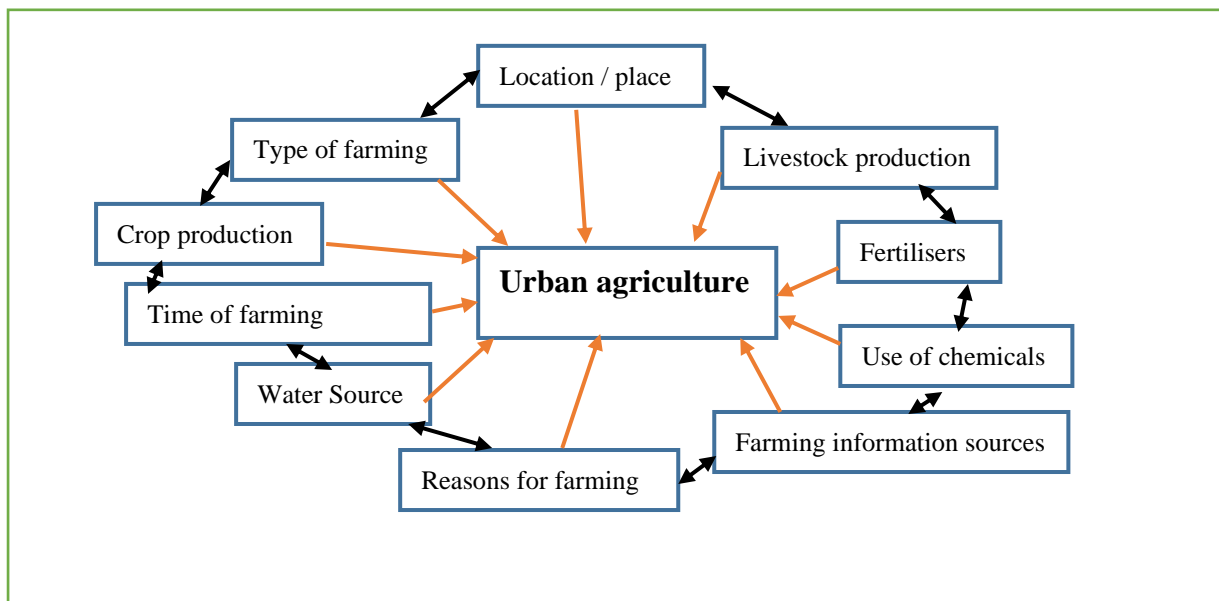 Location / place
Type of farming
Livestock production
Crop production
Fertilisers
Urban agriculture
Time of farming
Use of chemicals
Water Source
Farming information sources
Reasons for farming